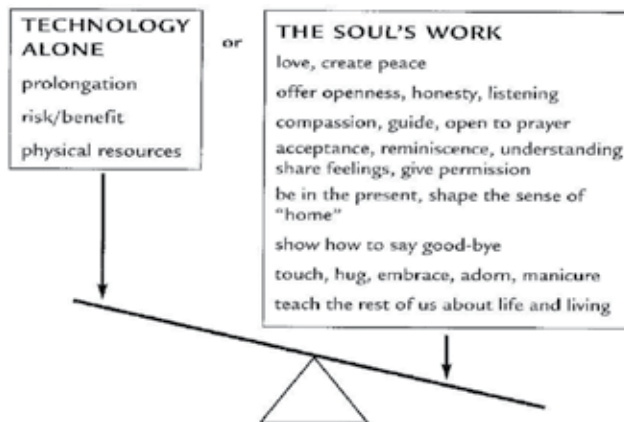 TECHNOLOGY
ALONE
prolongation
risk/benefit
physical resources
or
THE SOUL'S WORK
love, create peace
offer openness, honesty, listening
compassion, guide, open to prayer
acceptance, reminiscence, understanding
share feelings, give permission
be in the present, shape the sense of
"home"
show how to say good-bye
touch, hug, embrace, adorn, manicure
teach the rest of us about life and living